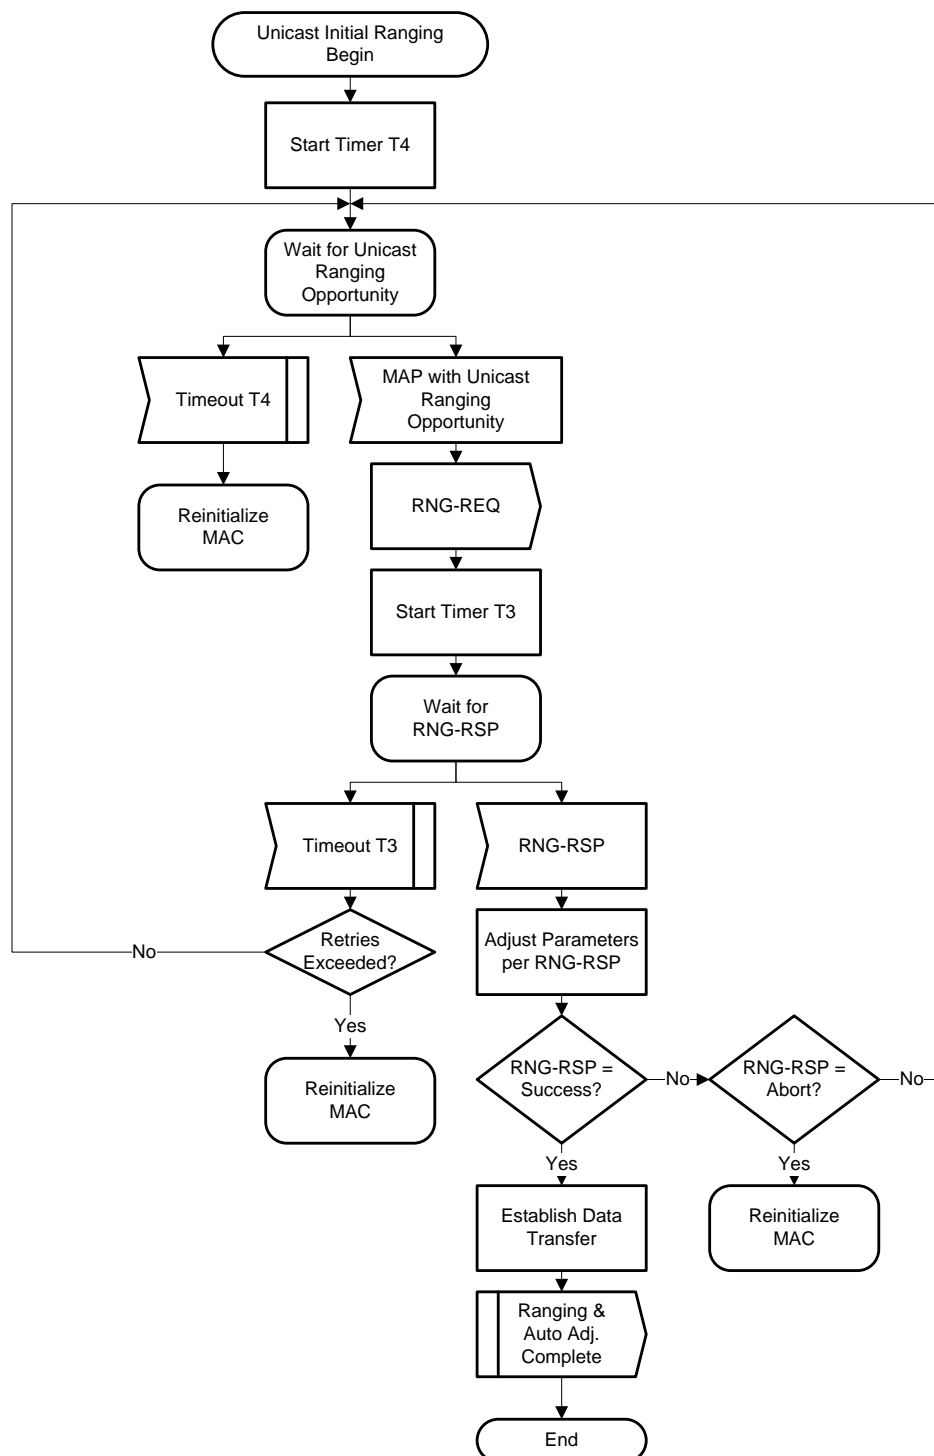 Unicast Initial Ranging
Begin
Start Timer T4
Wait for Unicast
Ranging
Opportunity
Timeout T4
MAP with Unicast
Ranging
Opportunity
Reinitialize
MAC
RNG-REQ
Start Timer T3
Wait for
RNG-RSP
Timeout T3
RNG-RSP
No
Retries
Exceeded?
Adjust Parameters
per RNG-RSP
Yes
Reinitialize
MAC
RNG-RSP =
Success?
No
RNG-RSP =
Abort?
No
Yes
Yes
Establish Data
Transfer
Reinitialize
MAC
Ranging &
Auto Adj.
Complete
End